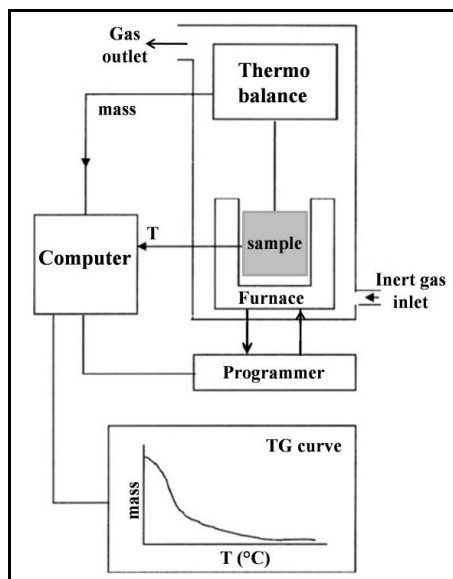 Gas
outlet
Thermo
balance
mass
T
sample
Computer
Inert gas
inlet
Furnace
Programmer
TG curve
mass
T (°C)